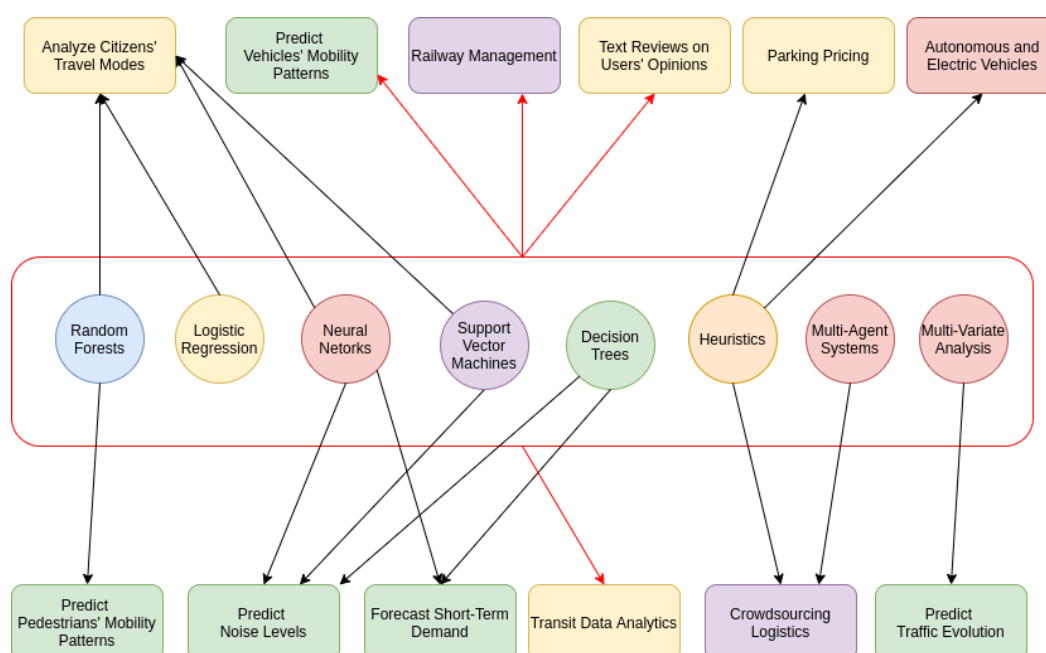 Analyze Citizens'
Travel Modes
Predict
Vehicles' Mobility
Patterns
Railway Management
Text Reviews on
Users' Opinions
Parking Pricing
Autonomous and
Electric Vehicles
Random
Forests
Logistic
Regression
Neural
Netorks
Support
Vector
Machines
Decision
Trees
Heuristics
Multi-Agent
Systems
Multi-Variate
Analysis
Predict
Pedestrians' Mobility
Patterns
Predict
Noise Levels
Forecast Short-Term
Demand
Transit Data Analytics
Crowdsourcing
Logistics
Predict
Traffic Evolution